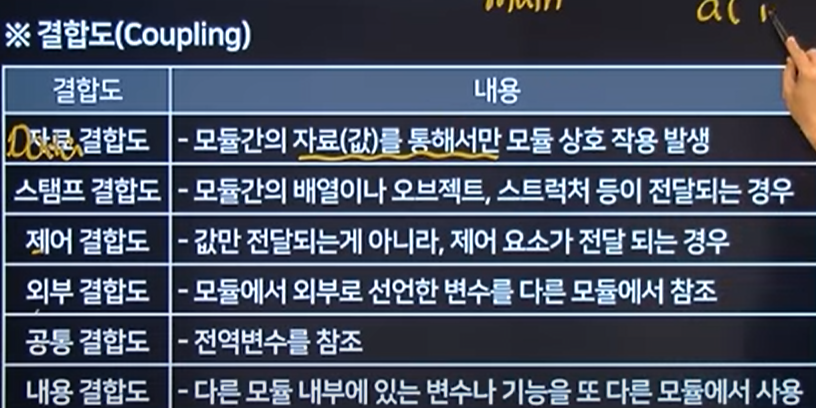 main
a(
※ 결합도(Coupling)
결합도 내용
자료 결합도 - 모듈간의 자료(값)를 통해서만 모듈 상호 작용 발생
Data
스탬프 결합도 - 모듈간의 배열이나 오브젝트, 스트럭처 등이 전달되는 경우
제어 결합도 - 값만 전달되는게 아니라, 제어 요소가 전달 되는 경우
외부 결합도 - 모듈에서 외부로 선언한 변수를 다른 모듈에서 참조
공통 결합도 - 전역변수를 참조
내용 결합도 - 다른 모듈 내부에 있는 변수나 기능을 또 다른 모듈에서 사용